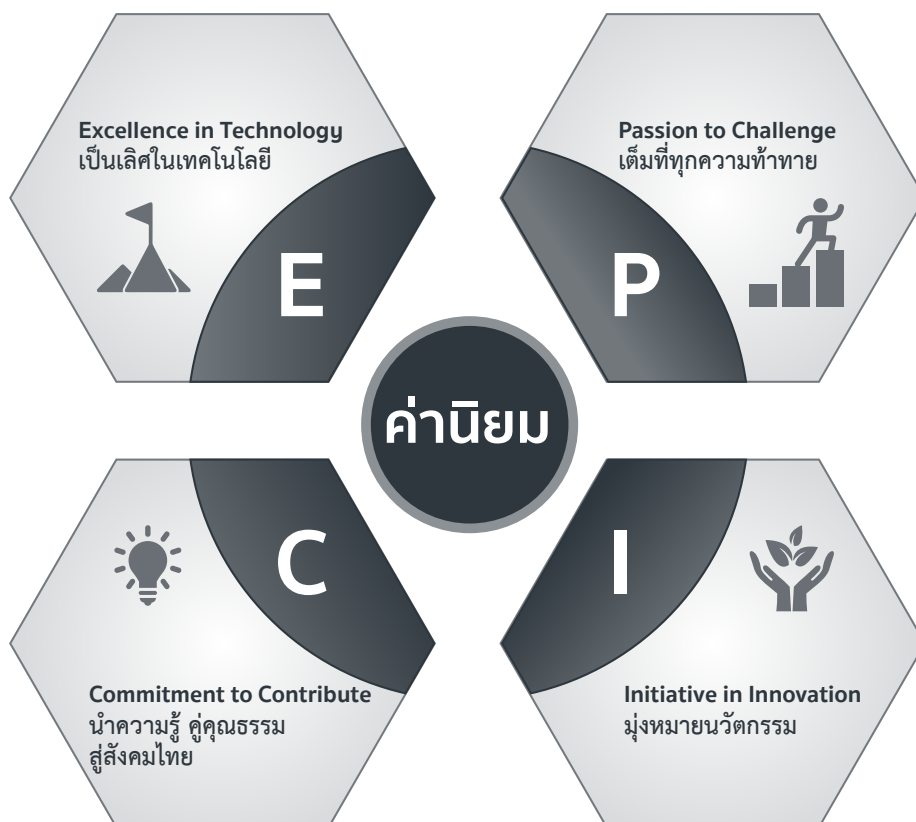 Excellence in Technology
เป็นเลิศในเทคโนโลยี
E
Passion to Challenge
เต็มที่ทุกความท้าทาย
P
ค่านิยม
C
Commitment to Contribute
นำความรู้ คู่คุณธรรม
สู่สังคมไทย
I
Initiative in Innovation
มุ่งหมายนวัตกรรม